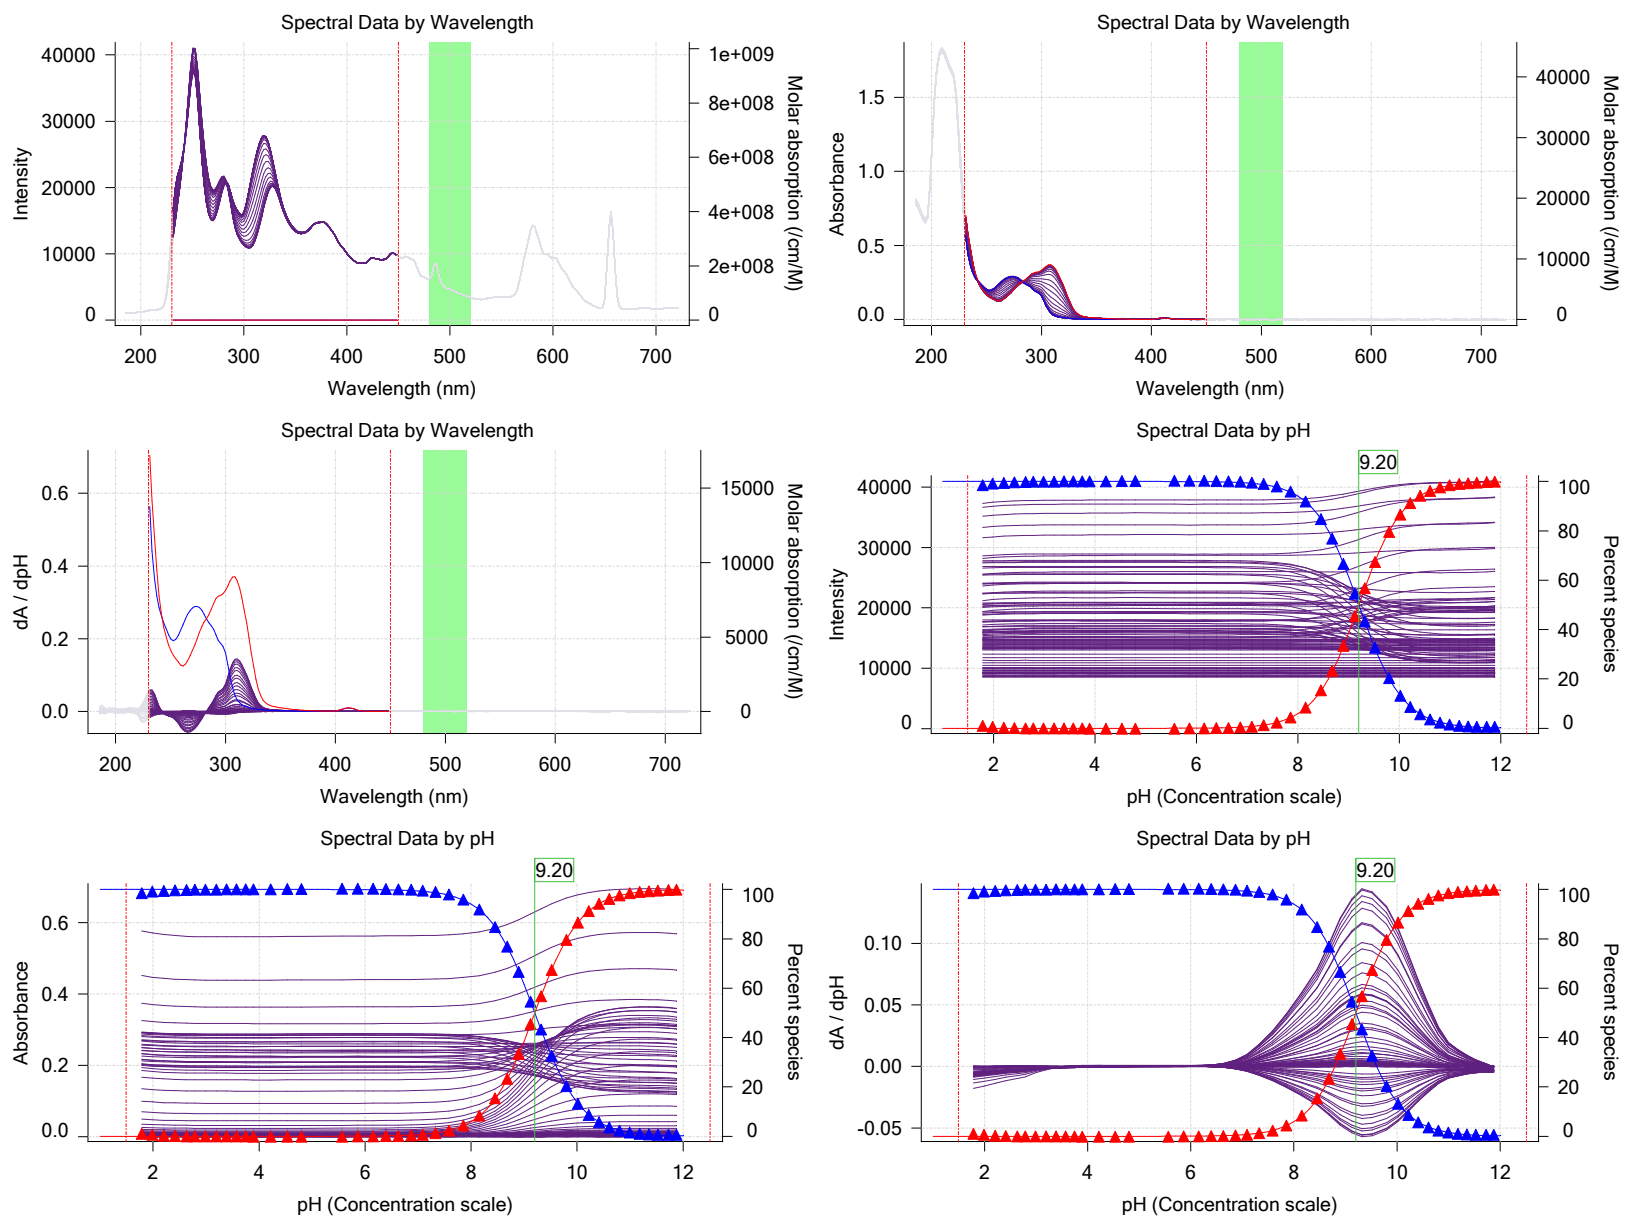 Spectral Data by Wavelength
Intensity
40000
30000
20000
10000
0
1e+009
8e+008
6e+008
4e+008
2e+008
0
Molar absorption (/cm/M)
200 300 400 500 600 700
Wavelength (nm)
Spectral Data by Wavelength
Absorbance
1.5
1.0
0.5
0.0
40000
30000
20000
10000
0
Molar absorption (/cm/M)
200 300 400 500 600 700
Wavelength (nm)
Spectral Data by Wavelength
dA / dpH
0.6
0.4
0.2
0.0
15000
10000
5000
0
Molar absorption (/cm/M)
200 300 400 500 600 700
Wavelength (nm)
Spectral Data by pH
9.20
Intensity
40000
30000
20000
10000
0
100
80
60
40
20
0
Percent species
2 4 6 8 10 12
pH (Concentration scale)
Spectral Data by pH
9.20
Absorbance
0.6
0.4
0.2
0.0
100
80
60
40
20
0
Percent species
2 4 6 8 10 12
pH (Concentration scale)
Spectral Data by pH
9.20
dA / dpH
0.10
0.05
0.00
-0.05
100
80
60
40
20
0
Percent species
2 4 6 8 10 12
pH (Concentration scale)